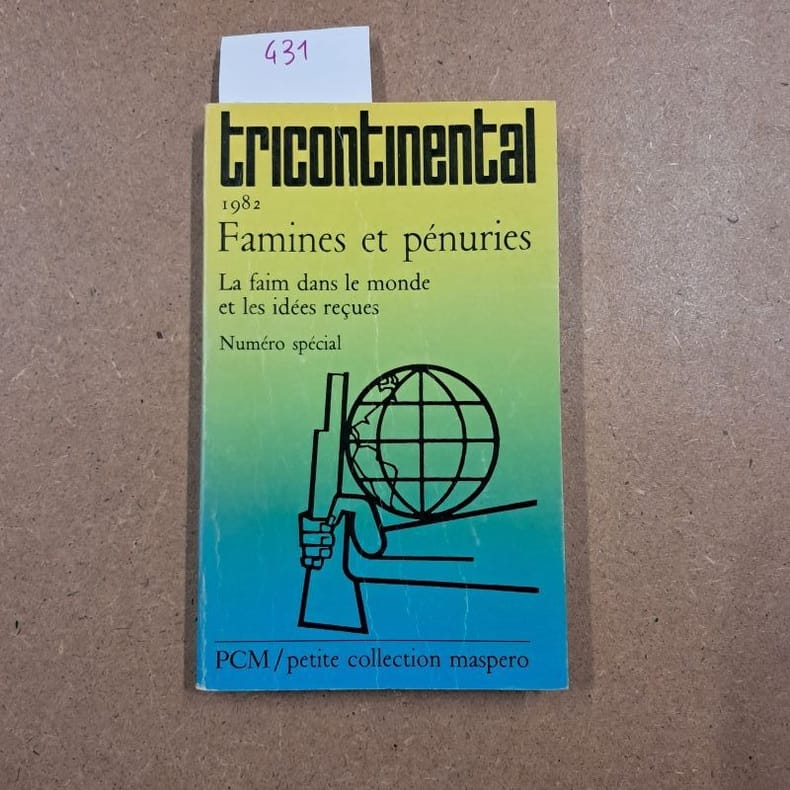 431
tricontinental
1982
Famines et pénuries
La faim dans le monde
et les idées reçues
Numéro spécial
PCM/petite collection maspero